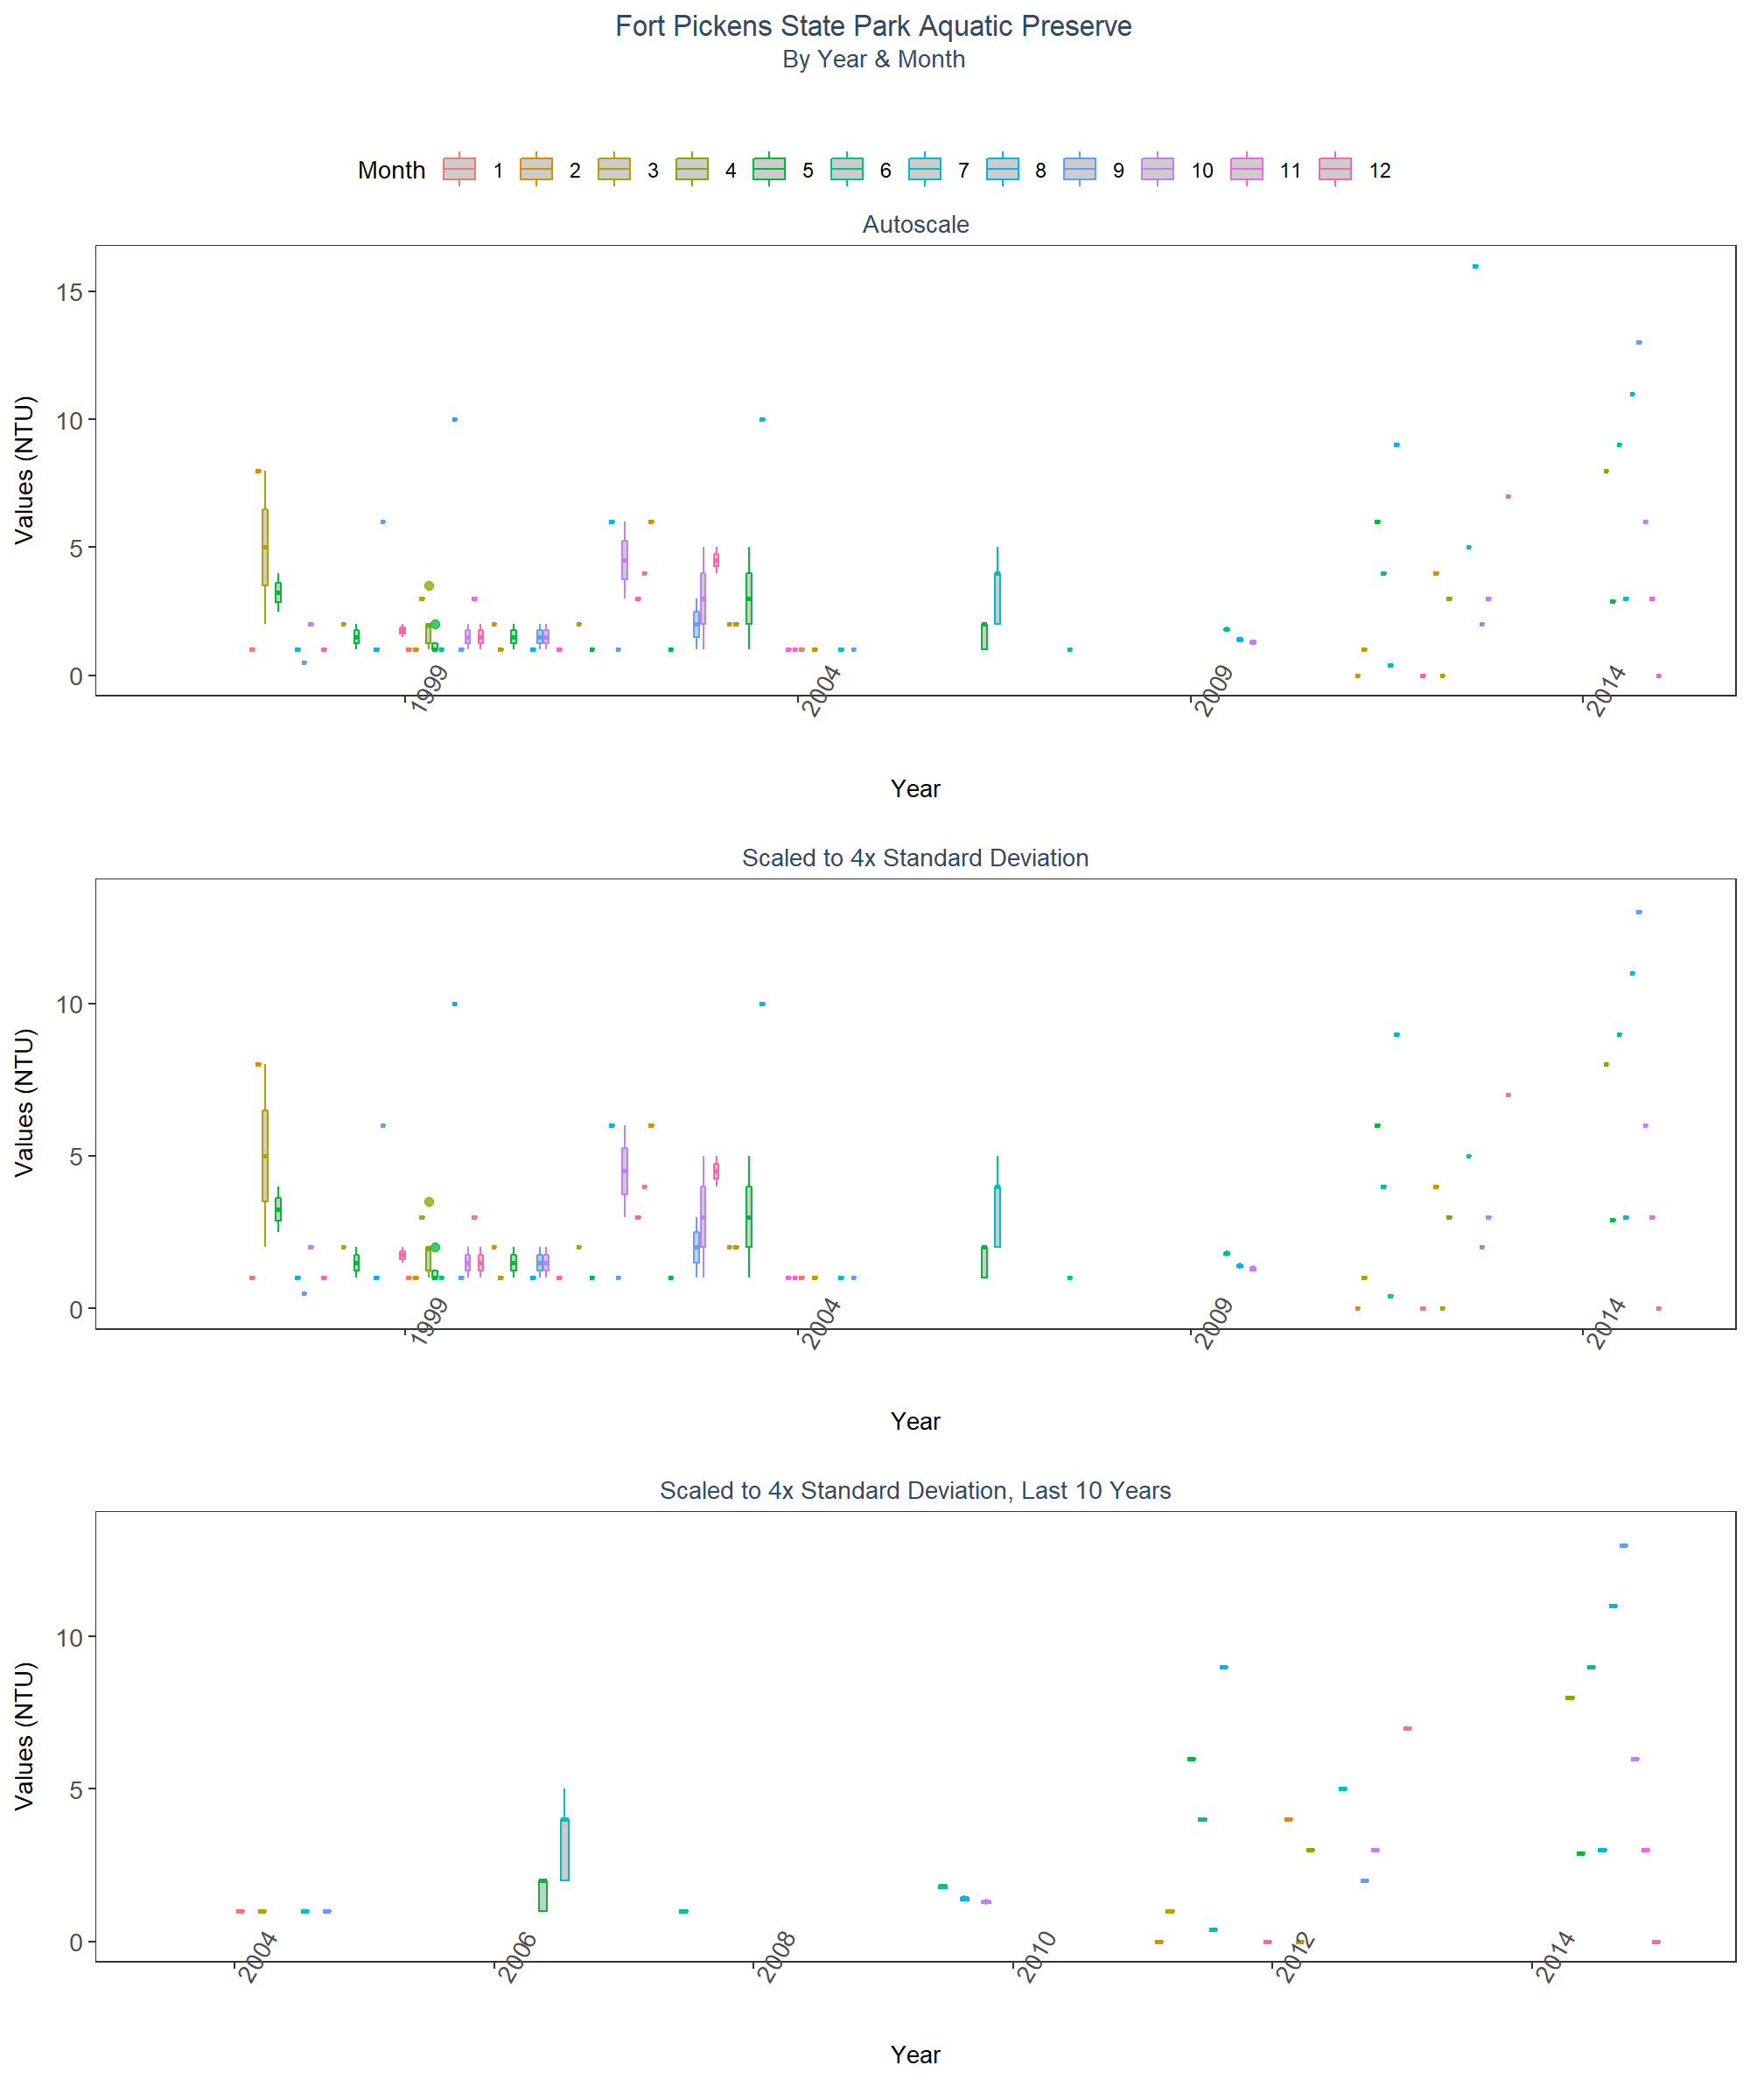 Fort Pickens State Park Aquatic Preserve
By Year & Month
Month 1 2 3 4 5 6 7 8 9 10 11 12
Autoscale
Values (NTU)
15
10
5
0
1999 2004 2009 2014
Year
Scaled to 4x Standard Deviation
Values (NTU)
10
5
0
1999 2004 2009 2014
Year
Scaled to 4x Standard Deviation, Last 10 Years
Values (NTU)
10
5
0
2004 2006 2008 2010 2012 2014
Year